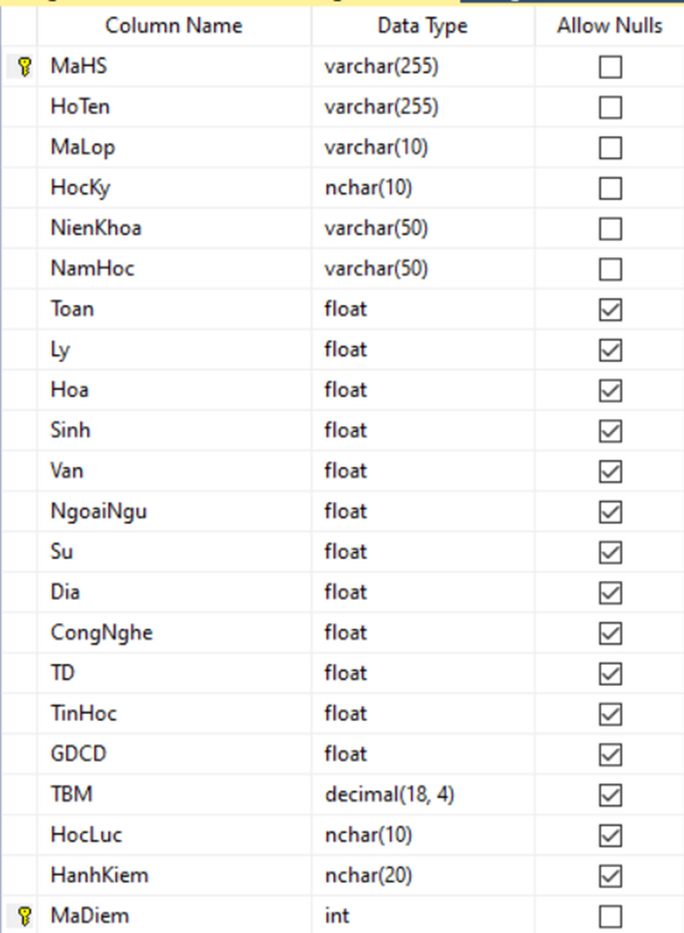 Column Name Data Type Allow Nulls
MaHS varchar(255)
HoTen varchar(255)
MaLop varchar(10)
HocKy nchar(10)
NienKhoa varchar(50)
NamHoc varchar(50)
Toan float
Ly float
Hoa float
Sinh float
Van float
NgoaiNgu float
Su float
Dia float
CongNghe float
TD float
TinHoc float
GDCD float
TBM decimal(18, 4)
HocLuc nchar(10)
HanhKiem nchar(20)
MaDiem int